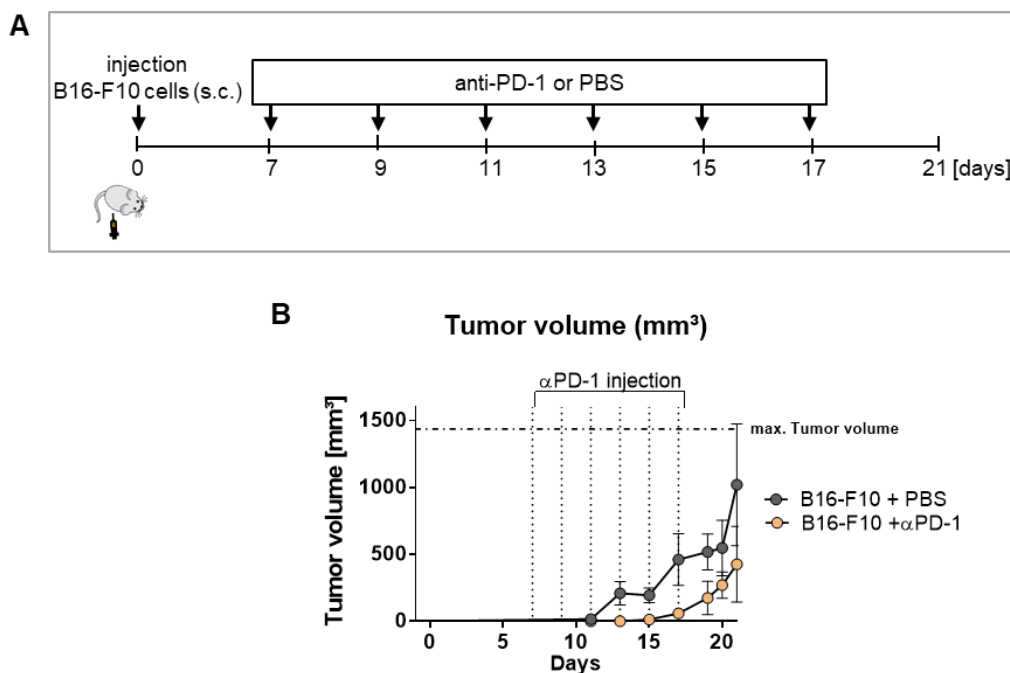 A
injection
B16-F10 cells (s.c.)
anti-PD-1 or PBS
0 7 9 11 13 15 17 21 [days]
B
Tumor volume (mm³)
αPD-1 injection
Tumor volume [mm³]
1500
1000
500
0
max. Tumor volume
B16-F10 + PBS
B16-F10 +αPD-1
0 5 10 15 20
Days